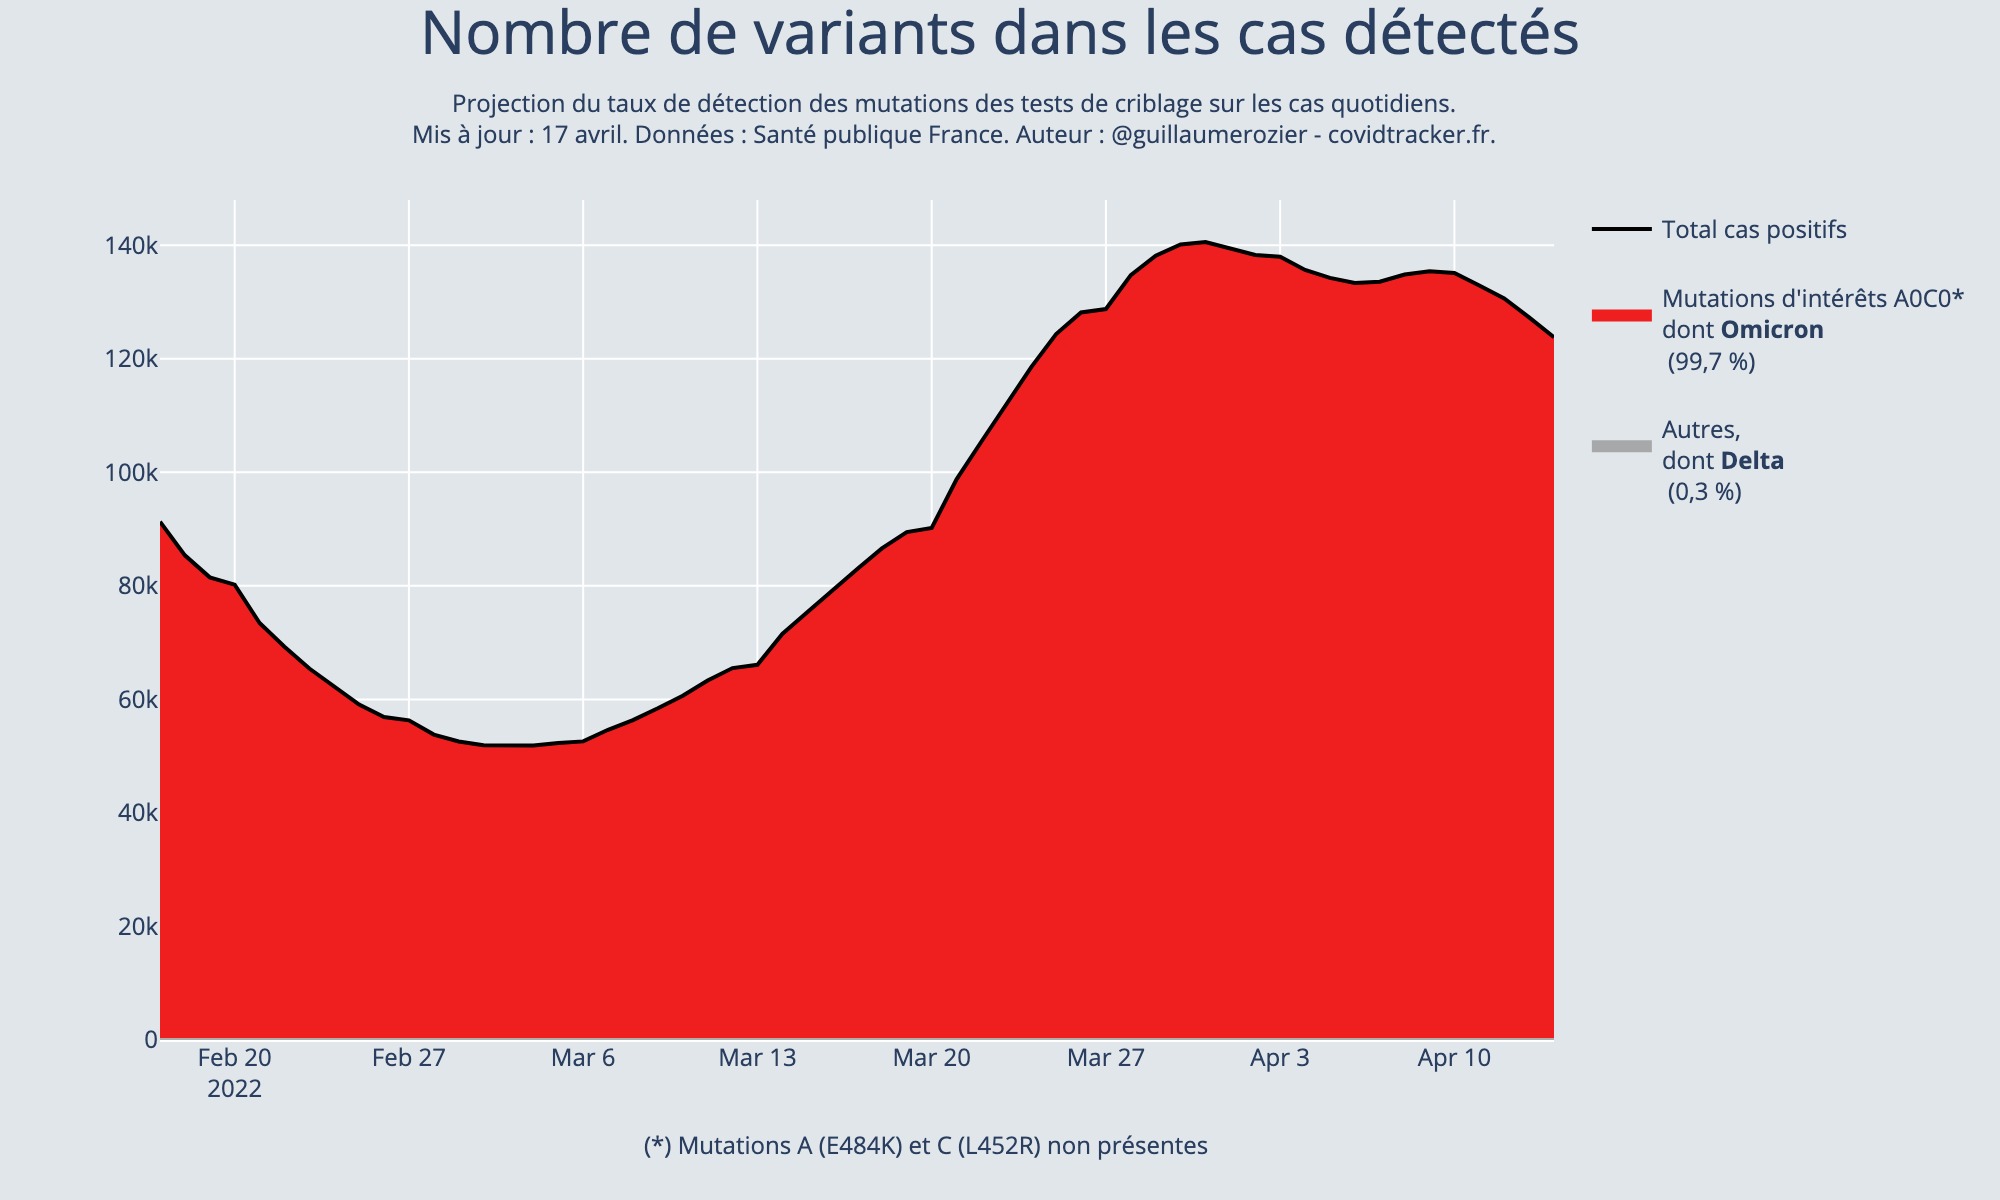 Nombre de variants dans les cas détectés
Projection du taux de détection des mutations des tests de criblage sur les cas quotidiens.
Mis à jour : 17 avril. Données : Santé publique France. Auteur : @guillaumerozier - covidtracker.fr.
140k
120k
100k
80k
60k
40k
20k
0
Feb 20
2022
Feb 27
Mar 6
Mar 13
Mar 20
Mar 27
Apr 3
Apr 10
Total cas positifs
Mutations d'intérêts A0C0*
dont Omicron
(99,7 %)
Autres,
dont Delta
(0,3 %)
(*) Mutations A (E484K) et C (L452R) non présentes